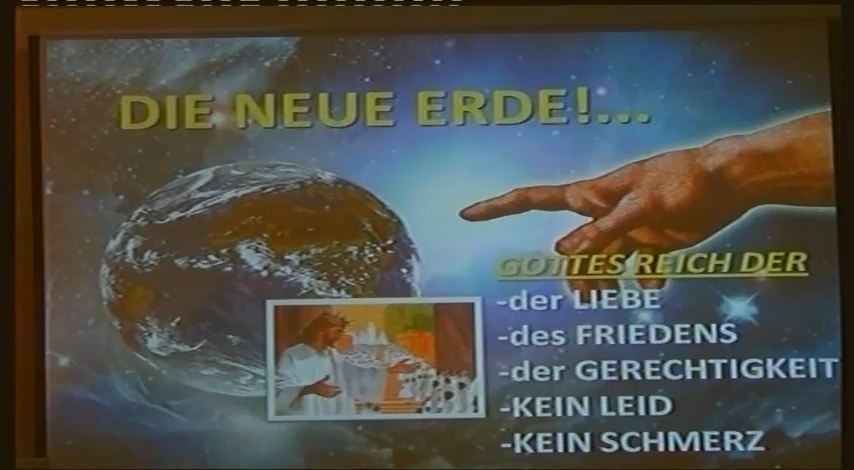 DIE NEUE ERDE!...
GOTTES REICH DER
-der LIEBE
-des FRIEDENS
-der GERECHTIGKEIT
-KEIN LEID
-KEIN SCHMERZ